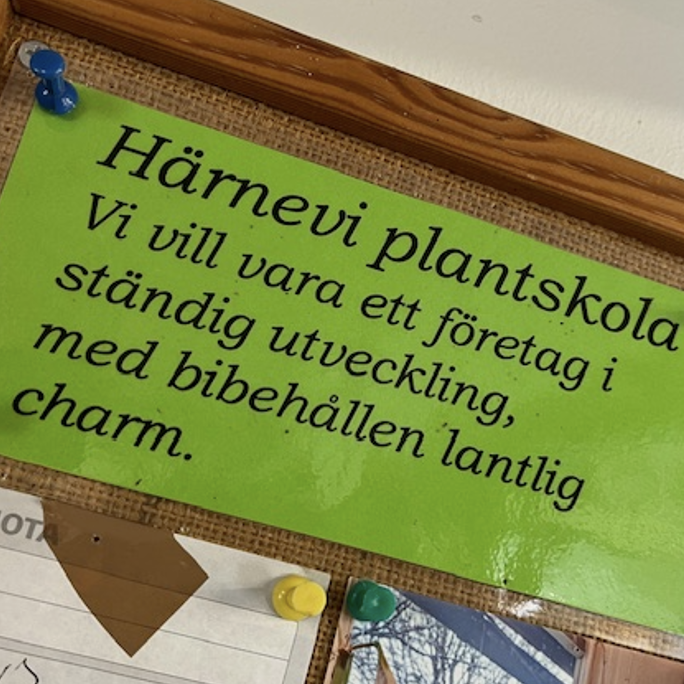 Härnevi plantskola
Vi vill vara ett företag i
ständig utveckling,
med bibehållen lantlig
charm.